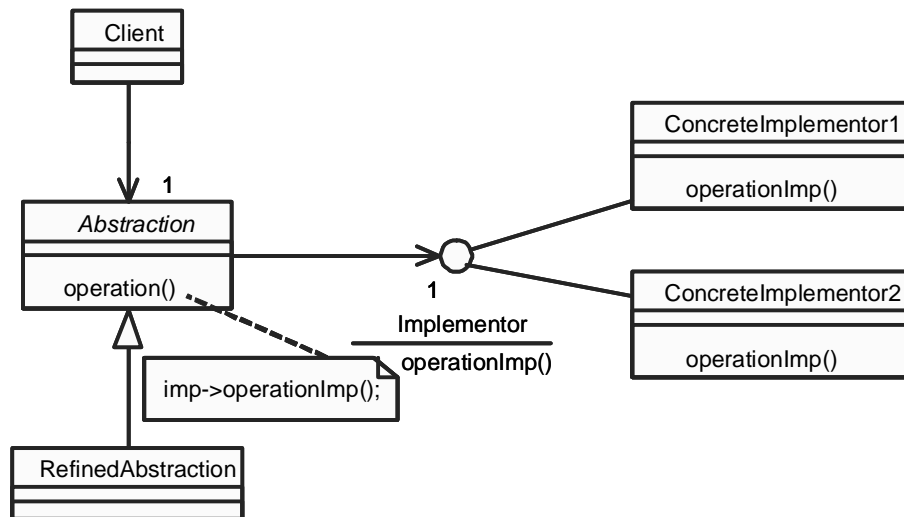 Client
ConcreteImplementor1
operationImp()
1
Abstraction
operation()
1
Implementor
operationImp()
ConcreteImplementor2
operationImp()
imp->operationImp();
RefinedAbstraction